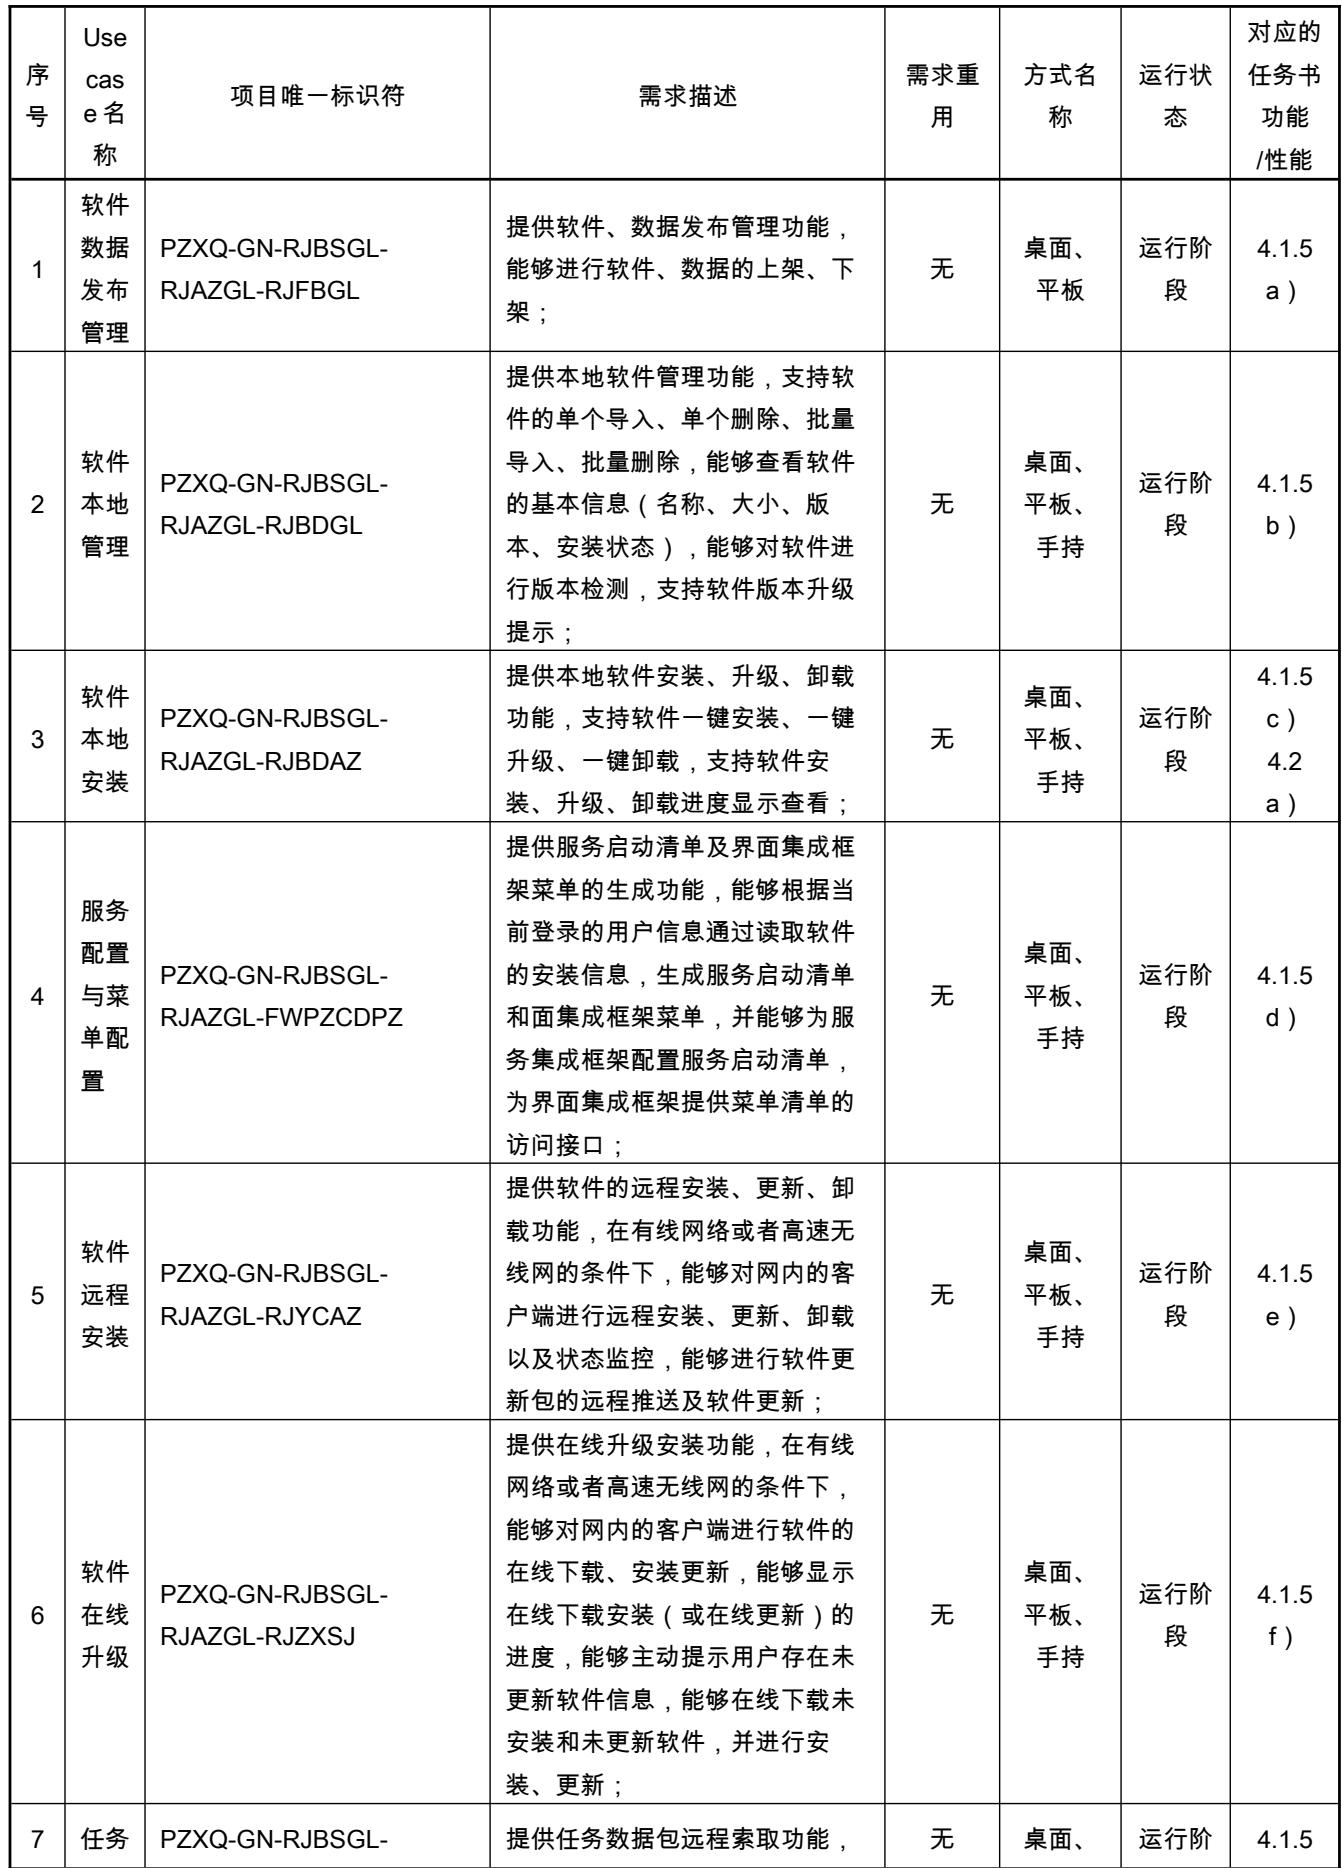 序号
Use case 名称
项目唯一标识符
需求描述
需求重用
方式名称
运行状态
对应的任务书功能/性能
1
软件
数据
发布
管理
PZXQ-GN-RJBSGL-
RJAZGL-RJFBGL
提供软件、数据发布管理功能，
能够进行软件、数据的上架、下
架；
无
桌面、
平板
运行阶
段
4.1.5
a）
2
软件
本地
管理
PZXQ-GN-RJBSGL-
RJAZGL-RJBDGL
提供本地软件管理功能，支持软
件的单个导入、单个删除、批量
导入、批量删除，能够查看软件
的基本信息（名称、大小、版
本、安装状态），能够对软件进
行版本检测，支持软件版本升级
提示；
无
桌面、
平板、
手持
运行阶
段
4.1.5
b）
3
软件
本地
安装
PZXQ-GN-RJBSGL-
RJAZGL-RJBDAZ
提供本地软件安装、升级、卸载
功能，支持软件一键安装、一键
升级、一键卸载，支持软件安
装、升级、卸载进度显示查看；
无
桌面、
平板、
手持
运行阶
段
4.1.5
c）
4.2
a）
4
服务
配置
与菜
单配
置
PZXQ-GN-RJBSGL-
RJAZGL-FWPZCDPZ
提供服务启动清单及界面集成框
架菜单的生成功能，能够根据当
前登录的用户信息通过读取软件
的安装信息，生成服务启动清单
和面集成框架菜单，并能够为服
务集成框架配置服务启动清单，
为界面集成框架提供菜单清单的
访问接口；
无
桌面、
平板、
手持
运行阶
段
4.1.5
d）
5
软件
远程
安装
PZXQ-GN-RJBSGL-
RJAZGL-RJYCAZ
提供软件的远程安装、更新、卸
载功能，在有线网络或者高速无
线网的条件下，能够对网内的客
户端进行远程安装、更新、卸载
以及状态监控，能够进行软件更
新包的远程推送及软件更新；
无
桌面、
平板、
手持
运行阶
段
4.1.5
e）
6
软件
在线
升级
PZXQ-GN-RJBSGL-
RJAZGL-RJZXSJ
提供在线升级安装功能，在有线
网络或者高速无线网的条件下，
能够对网内的客户端进行软件的
在线下载、安装更新，能够显示
在线下载安装（或在线更新）的
进度，能够主动提示用户存在未
更新软件信息，能够在线下载未
安装和未更新软件，并进行安
装、更新；
无
桌面、
平板、
手持
运行阶
段
4.1.5
f）
7
任务
PZXQ-GN-RJBSGL-
提供任务数据包远程索取功能，
无
桌面、
运行阶
4.1.5